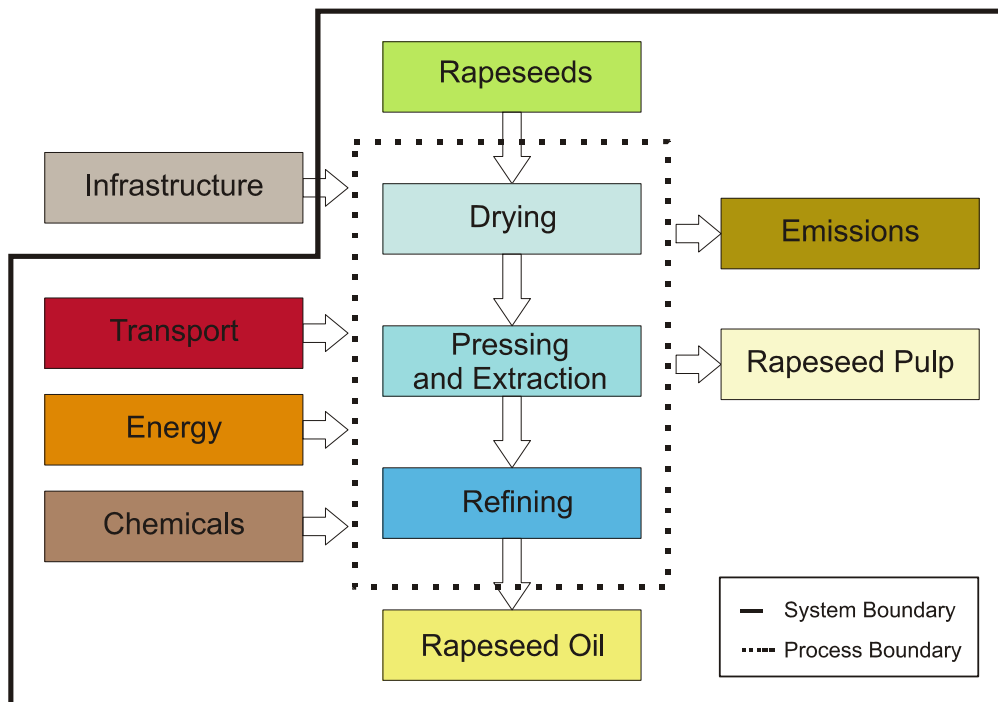 Rapeseeds
Infrastructure
Drying
Emissions
Transport
Pressing
and Extraction
Rapeseed Pulp
Energy
Chemicals
Refining
Rapeseed Oil
System Boundary
Process Boundary